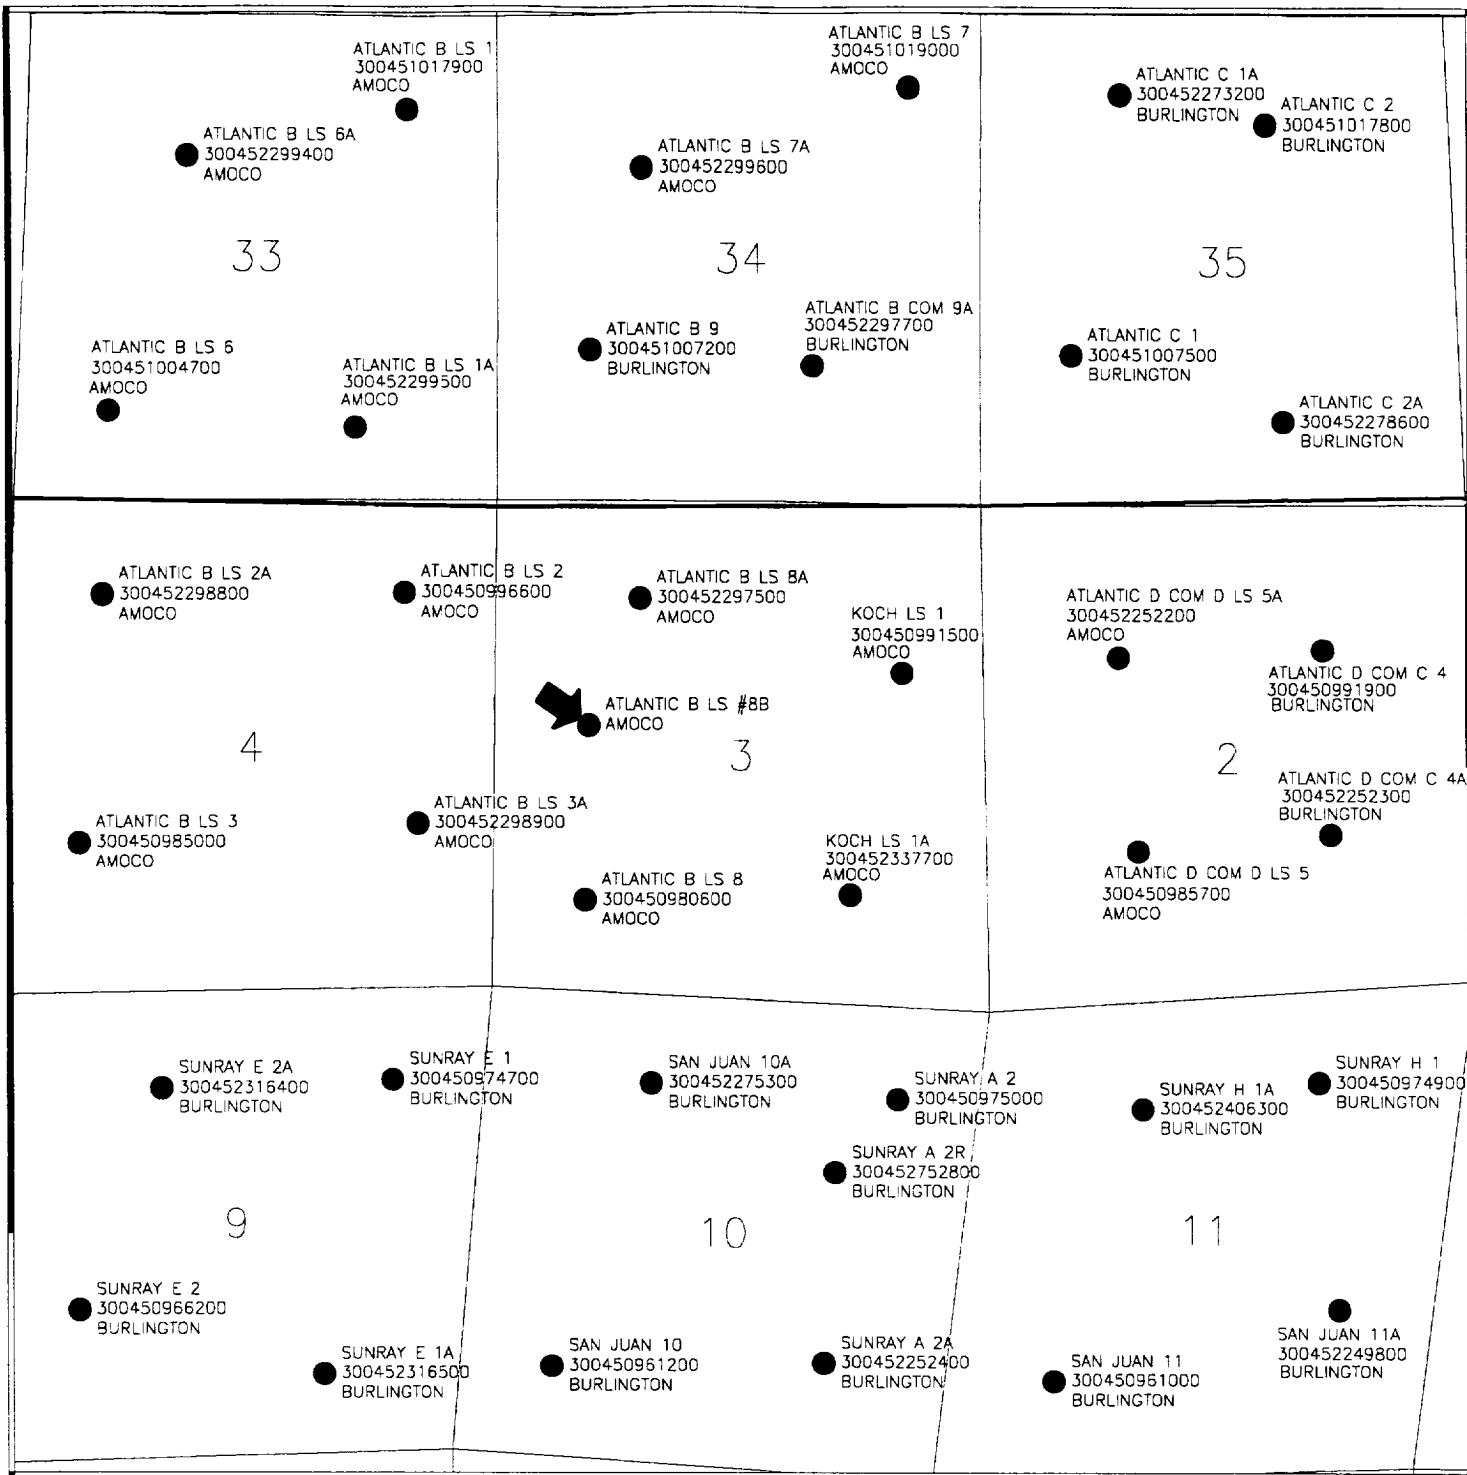 ATLANTIC B LS 1
300451017900
AMOCO
ATLANTIC B LS 6A
300452299400
AMOCO
33
ATLANTIC B LS 6
300451004700
AMOCO
ATLANTIC B LS 1A
300452299500
AMOCO
ATLANTIC B LS 7
300451019000
AMOCO
ATLANTIC B LS 7A
300452299600
AMOCO
34
ATLANTIC B 9
300451007200
BURLINGTON
ATLANTIC B COM 9A
300452297700
BURLINGTON
ATLANTIC C 1A
300452273200
BURLINGTON
ATLANTIC C 2
300451017800
BURLINGTON
35
ATLANTIC C 1
300451007500
BURLINGTON
ATLANTIC C 2A
300452278600
BURLINGTON
ATLANTIC B LS 2A
300452298800
AMOCO
ATLANTIC B LS 2
300450996600
AMOCO
4
ATLANTIC B LS 3
300450985000
AMOCO
ATLANTIC B LS 3A
300452298900
AMOCO
ATLANTIC B LS 8A
300452297500
AMOCO
KOCH LS 1
300450991500
AMOCO
ATLANTIC B LS #8B
AMOCO
3
ATLANTIC B LS 8
300450980600
AMOCO
KOCH LS 1A
300452337700
AMOCO
ATLANTIC D COM D LS 5A
300452252200
AMOCO
ATLANTIC D COM C 4
300450991900
BURLINGTON
2
ATLANTIC D COM C 4A
300452252300
BURLINGTON
ATLANTIC D COM D LS 5
300450985700
AMOCO
SUNRAY E 2A
300452316400
BURLINGTON
SUNRAY E 1
300450974700
BURLINGTON
9
SUNRAY E 2
300450966200
BURLINGTON
SUNRAY E 1A
300452316500
BURLINGTON
SAN JUAN 10A
300452275300
BURLINGTON
SUNRAY A 2
300450975000
BURLINGTON
SUNRAY A 2R
300452752800
BURLINGTON
10
SAN JUAN 10
300450961200
BURLINGTON
SUNRAY A 2A
300452252400
BURLINGTON
SUNRAY H 1A
300452406300
BURLINGTON
SUNRAY H 1
300450974900
BURLINGTON
11
SAN JUAN 11
300450961000
BURLINGTON
SAN JUAN 11A
300452249800
BURLINGTON